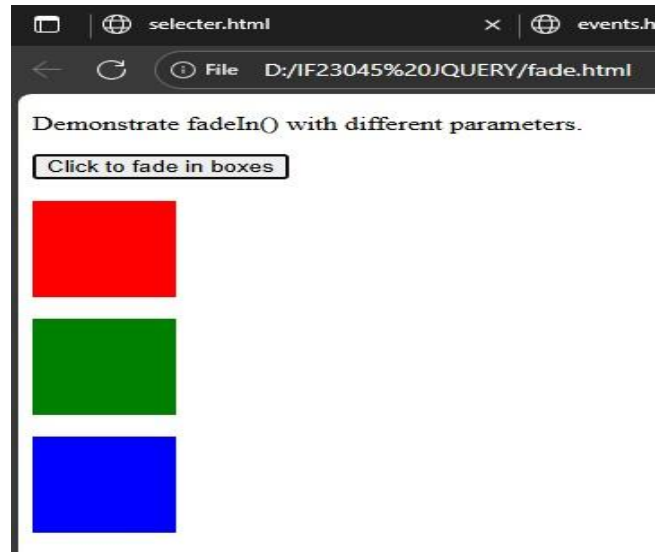 selecter.html
events.h
File D:/IF23045%20JQUERY/fade.html
Demonstrate fadeIn() with different parameters.
Click to fade in boxes